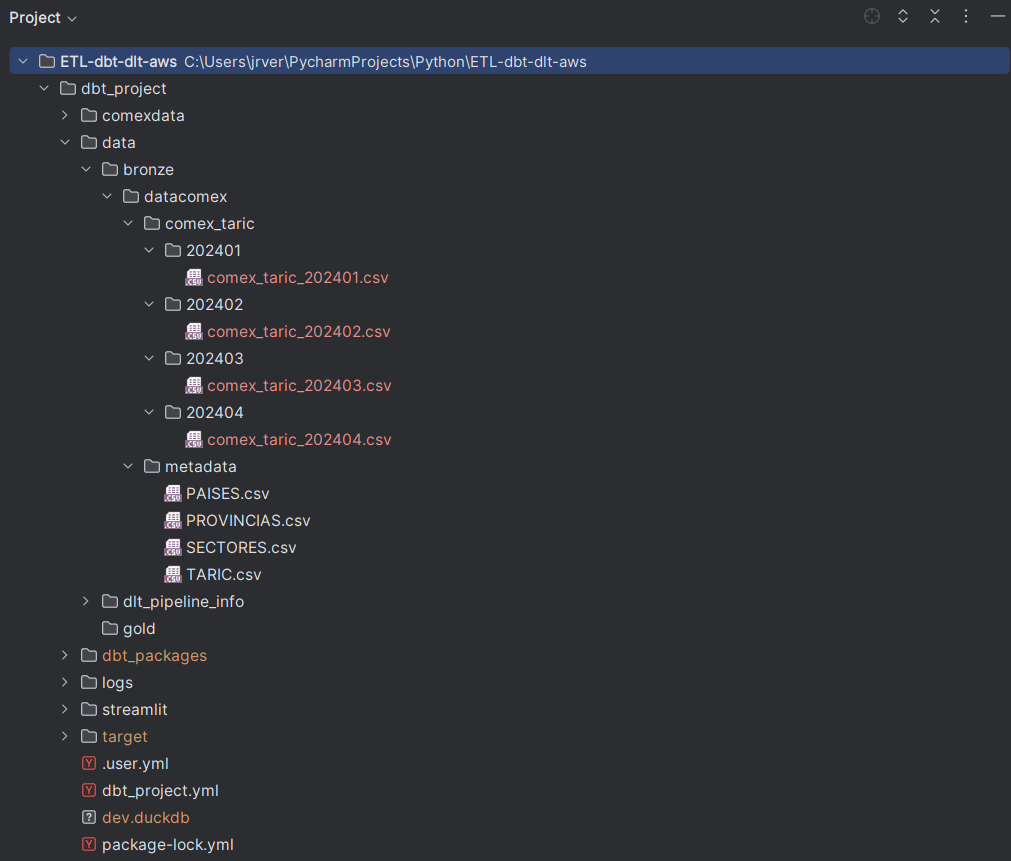 Project
ETL-dbt-dlt-aws C:\Users\jrver\PycharmProjects\Python\ETL-dbt-dlt-aws
dbt_project
comexdata
data
bronze
datacomex
comex_taric
202401
comex_taric_202401.csv
202402
comex_taric_202402.csv
202403
comex_taric_202403.csv
202404
comex_taric_202404.csv
metadata
PAISES.csv
PROVINCIAS.csv
SECTORES.csv
TARIC.csv
dlt_pipeline_info
gold
dbt_packages
logs
streamlit
target
.user.yml
dbt_project.yml
dev.duckdb
package-lock.yml